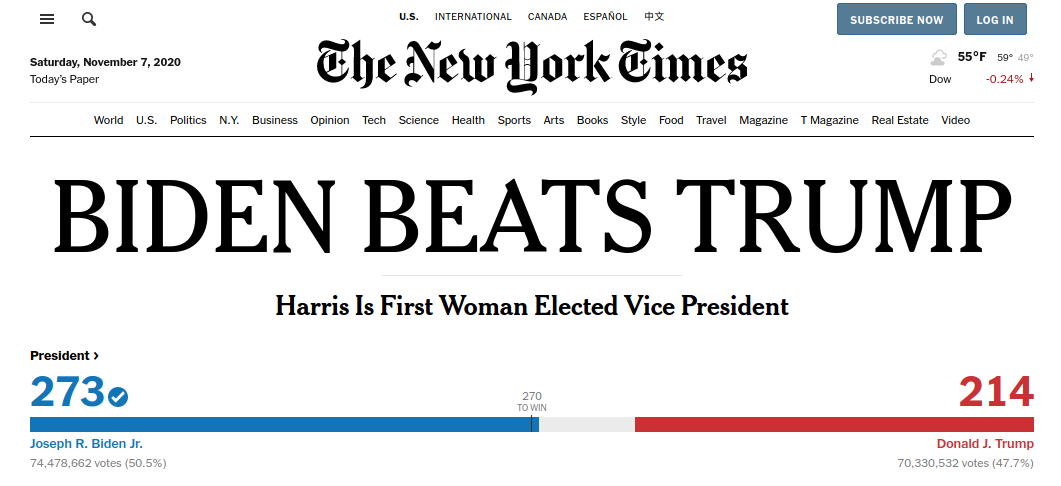 U.S. INTERNATIONAL CANADA ESPAÑOL 中文
SUBSCRIBE NOW LOG IN
Saturday, November 7, 2020
Today's Paper
The New York Times
55°F 59° 49°
Dow -0.24%
World U.S. Politics N.Y. Business Opinion Tech Science Health Sports Arts Books Style Food Travel Magazine T Magazine Real Estate Video
BIDEN BEATS TRUMP
Harris Is First Woman Elected Vice President
President ›
273 214
270
TO WIN
Joseph R. Biden Jr. Donald J. Trump
74,478,662 votes (50.5%) 70,330,532 votes (47.7%)